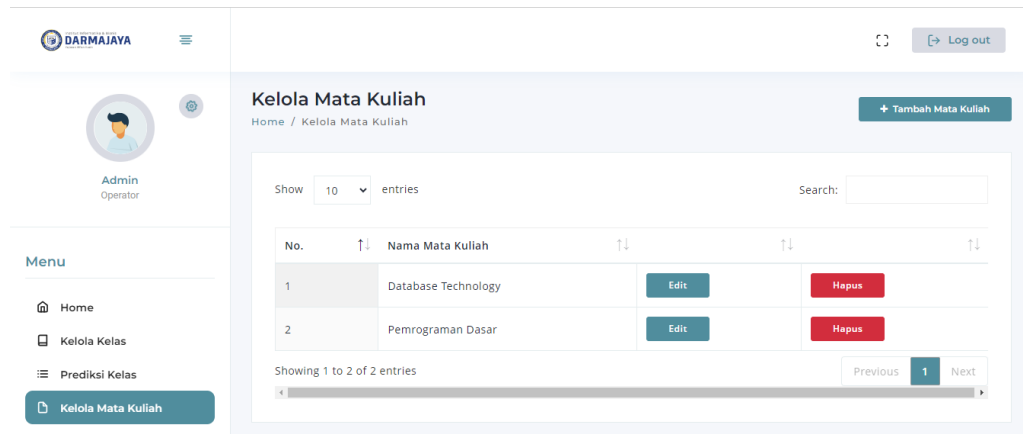 DARMAJAYA
Log out
Admin
Operator
Menu
Home
Kelola Kelas
Prediksi Kelas
Kelola Mata Kuliah
Kelola Mata Kuliah
Home / Kelola Mata Kuliah
+ Tambah Mata Kuliah
Show 10 entries
Search:
No. Nama Mata Kuliah
1 Database Technology Edit Hapus
2 Pemrograman Dasar Edit Hapus
Showing 1 to 2 of 2 entries
Previous 1 Next